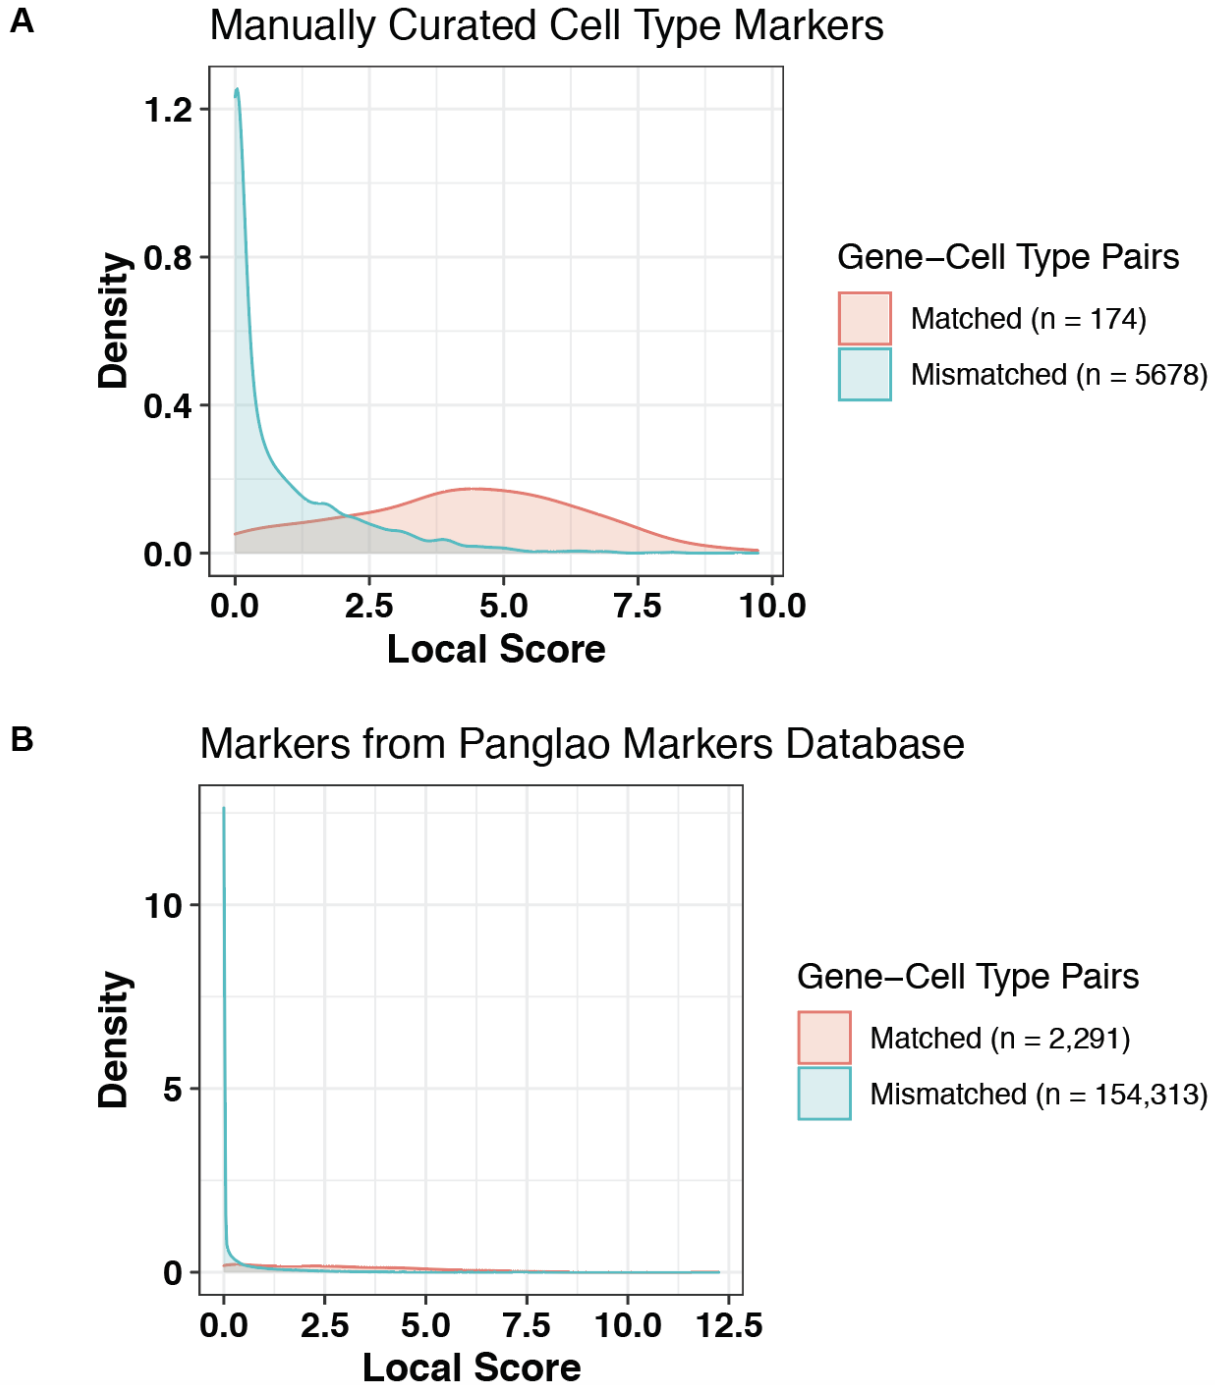 A
Manually Curated Cell Type Markers
1.2
0.8
0.4
0.0
Density
0.0 2.5 5.0 7.5 10.0
Local Score
Gene–Cell Type Pairs
Matched (n = 174)
Mismatched (n = 5678)
B
Markers from Panglao Markers Database
10
5
0
Density
0.0 2.5 5.0 7.5 10.0 12.5
Local Score
Gene–Cell Type Pairs
Matched (n = 2,291)
Mismatched (n = 154,313)